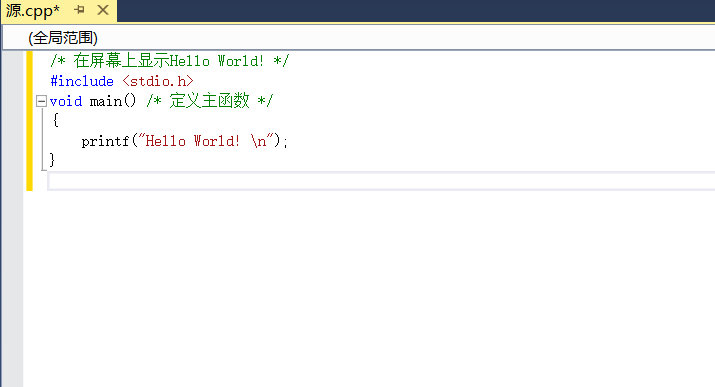 源.cpp*
(全局范围)
/* 在屏幕上显示Hello World! */
#include <stdio.h>
void main() /* 定义主函数 */
{
printf("Hello World! \n");
}